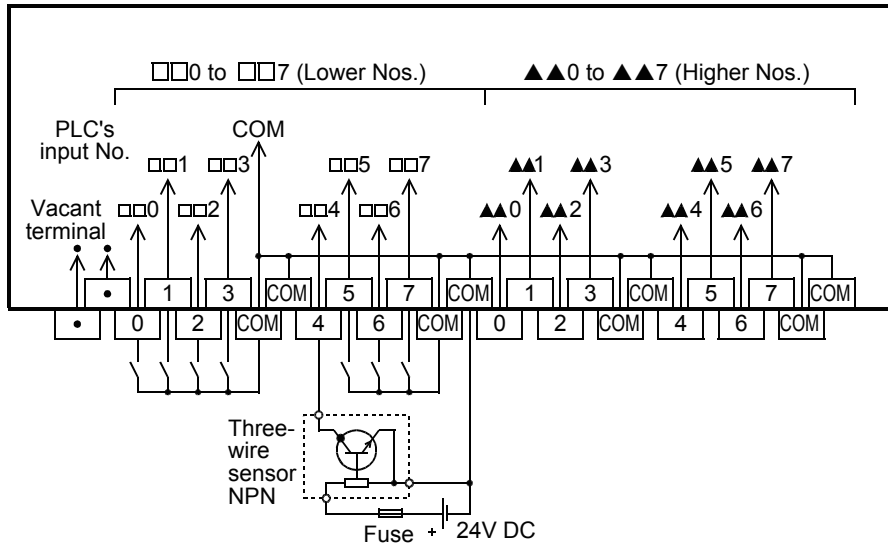 □□0 to □□7 (Lower Nos.) ▲▲0 to ▲▲7 (Higher Nos.)
PLC's
input No.
COM
□□1 □□3 □□5 □□7 ▲▲1 ▲▲3 ▲▲5 ▲▲7
Vacant
terminal
□□0 □□2 □□4 □□6 ▲▲0 ▲▲2 ▲▲4 ▲▲6
• 1 3 COM 5 7 COM 1 3 COM 5 7 COM
• 0 2 COM 4 6 COM 0 2 COM 4 6 COM
Three-
wire
sensor
NPN
Fuse + 24V DC